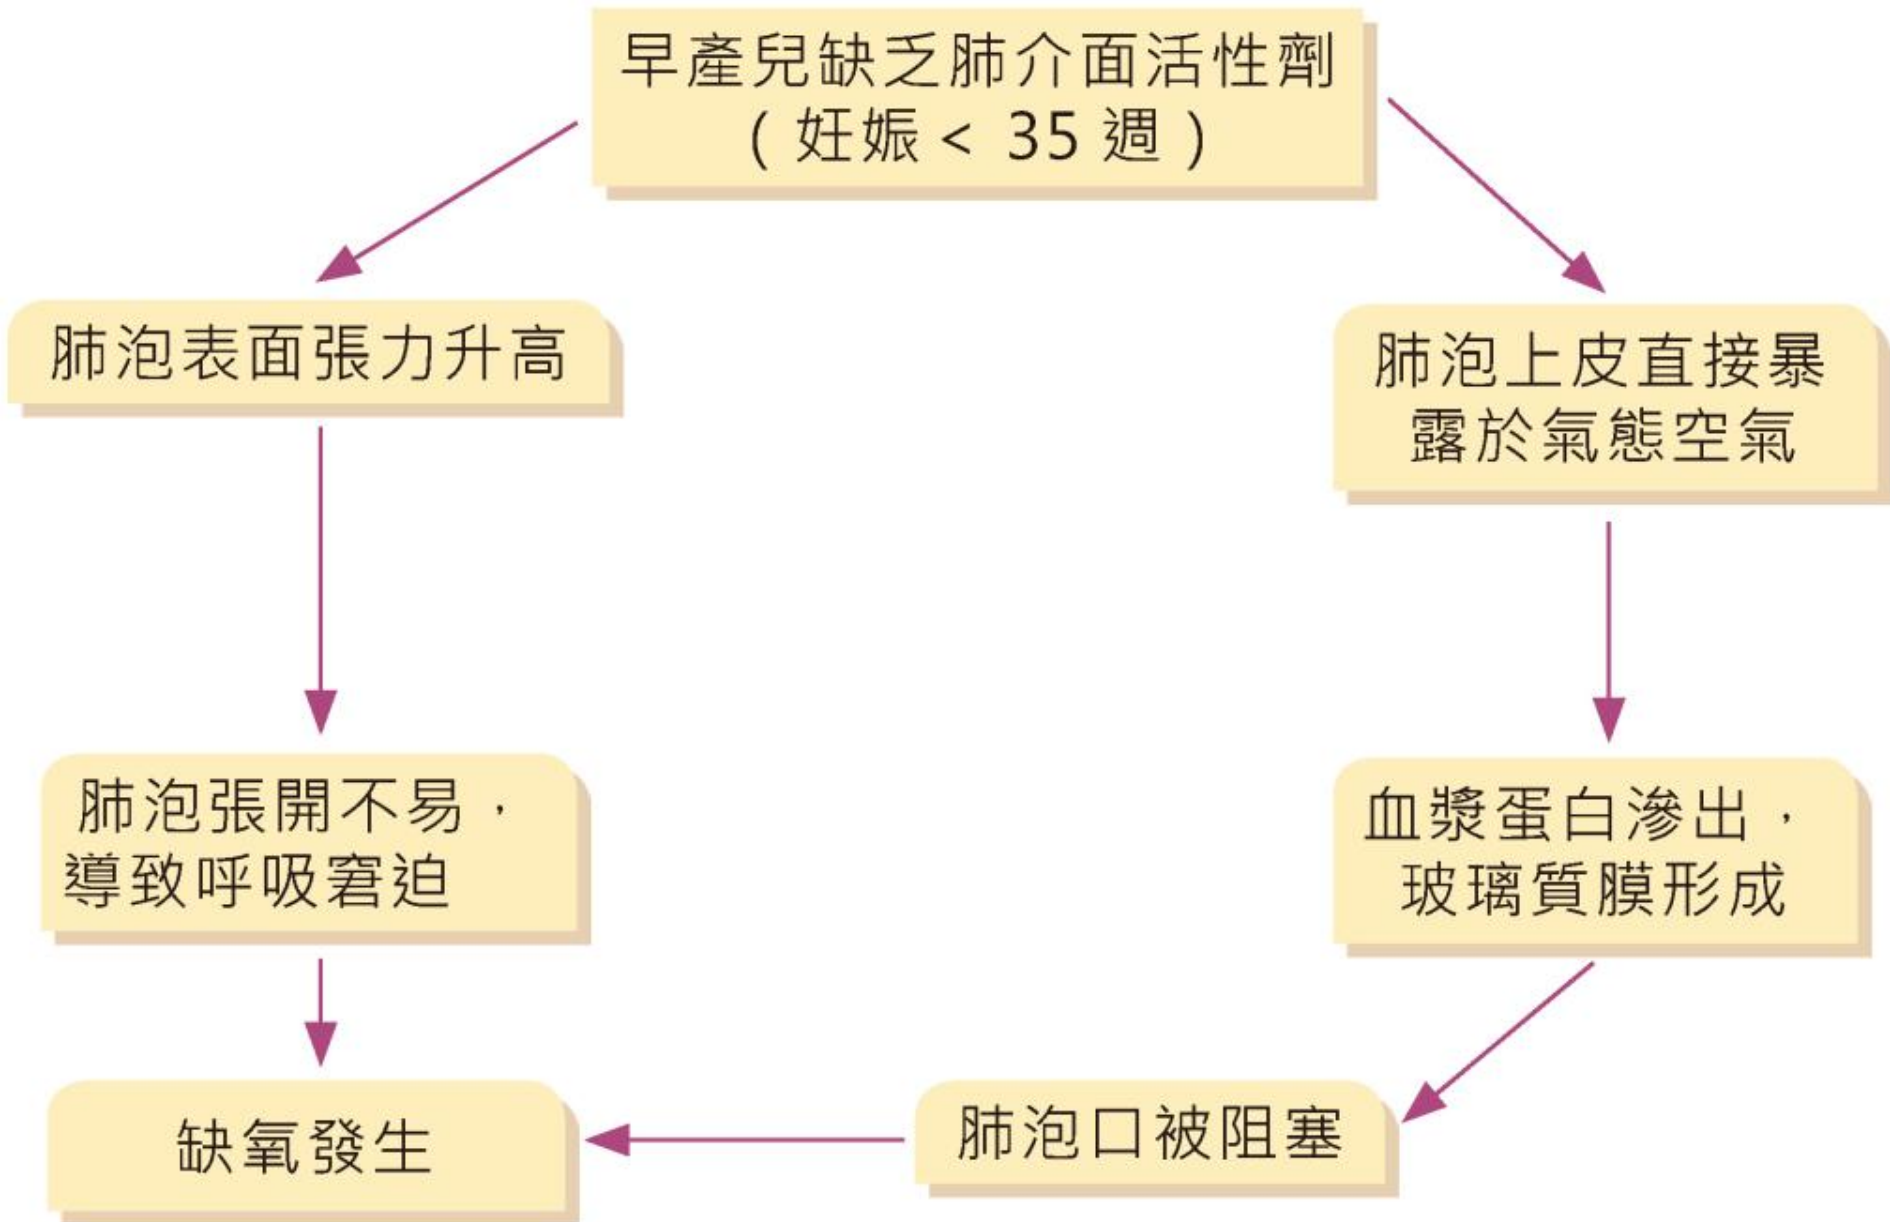 早產兒缺乏肺介面活性劑
(妊娠 < 35 週)
肺泡表面張力升高
肺泡上皮直接暴
露於氣態空氣
肺泡張開不易，
導致呼吸窘迫
血漿蛋白滲出，
玻璃質膜形成
缺氧發生
肺泡口被阻塞